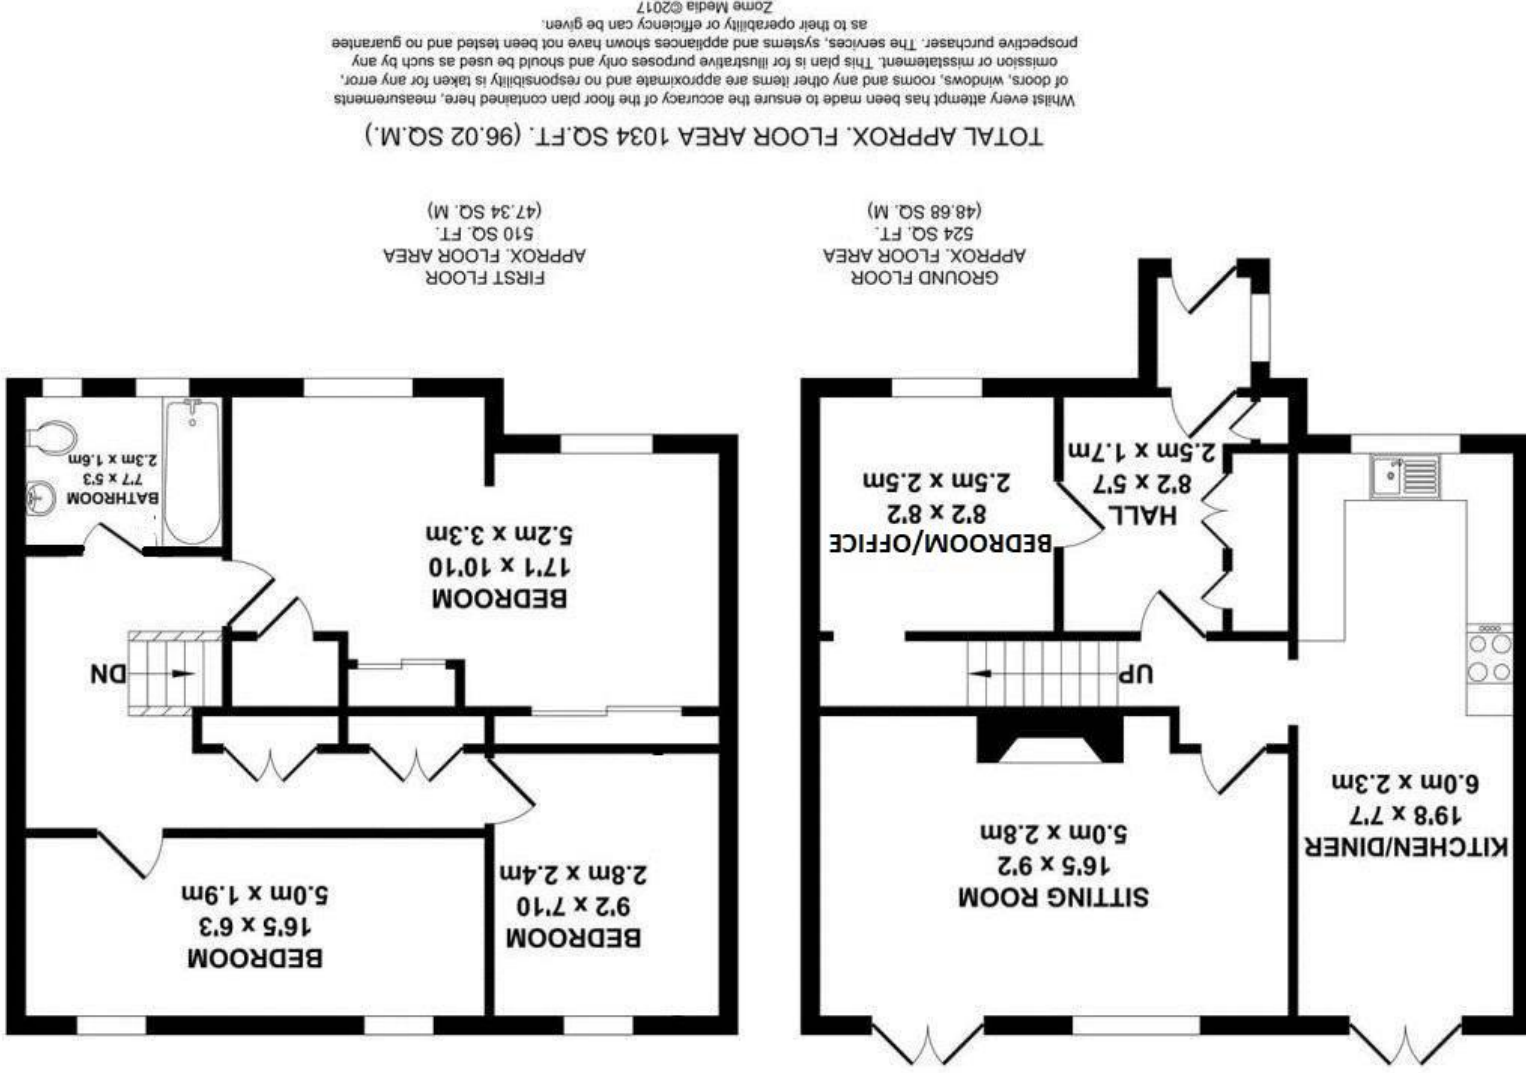 KITCHEN/DINER
19'8 x 7'7
6.0m x 2.3m
SITTING ROOM
16'5 x 9'2
5.0m x 2.8m
UP
HALL
8'2 x 5'7
2.5m x 1.7m
BEDROOM/OFFICE
8'2 x 8'2
2.5m x 2.5m
BEDROOM
9'2 x 7'10
2.8m x 2.4m
BEDROOM
16'5 x 6'3
5.0m x 1.9m
DN
BEDROOM
17'1 x 10'10
5.2m x 3.3m
BATHROOM
7'7 x 5'3
2.3m x 1.6m
GROUND FLOOR
APPROX. FLOOR AREA
524 SQ. FT.
(48.68 SQ. M)
FIRST FLOOR
APPROX. FLOOR AREA
510 SQ. FT.
(47.34 SQ. M)
TOTAL APPROX. FLOOR AREA 1034 SQ.FT. (96.02 SQ.M.)
Whilst every attempt has been made to ensure the accuracy of the floor plan contained here, measurements
of doors, windows, rooms and any other items are approximate and no responsibility is taken for any error,
omission or misstatement. This plan is for illustrative purposes only and should be used as such by any
prospective purchaser. The services, systems and appliances shown have not been tested and no guarantee
as to their operability or efficiency can be given.
Zome Media ©2017